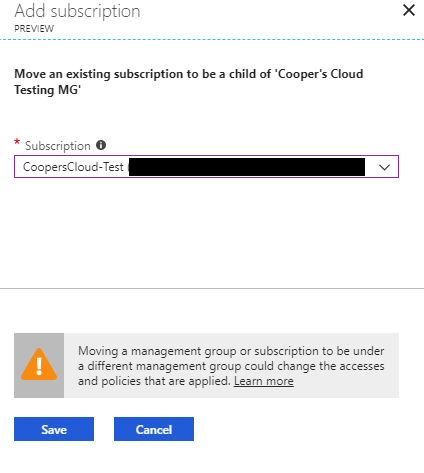 Add subscription
PREVIEW
Move an existing subscription to be a child of 'Cooper's Cloud
Testing MG'
* Subscription
CoopersCloud-Test (
Moving a management group or subscription to be under
a different management group could change the accesses
and policies that are applied. Learn more
Save Cancel